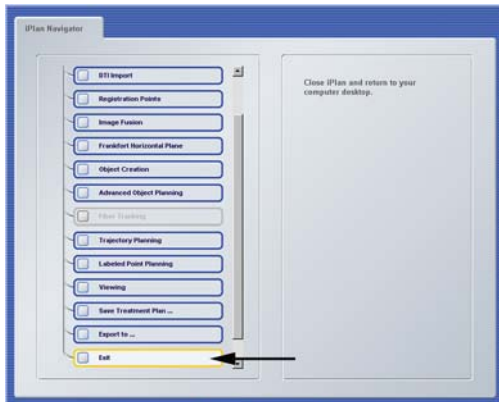 iPlan Navigator
DTI Import
Registration Points
Image Fusion
Frankfort Horizontal Plane
Object Creation
Advanced Object Planning
Fiber Tracking
Trajectory Planning
Labeled Point Planning
Viewing
Save Treatment Plan ...
Export to ...
Exit
Close iPlan and return to your
computer desktop.